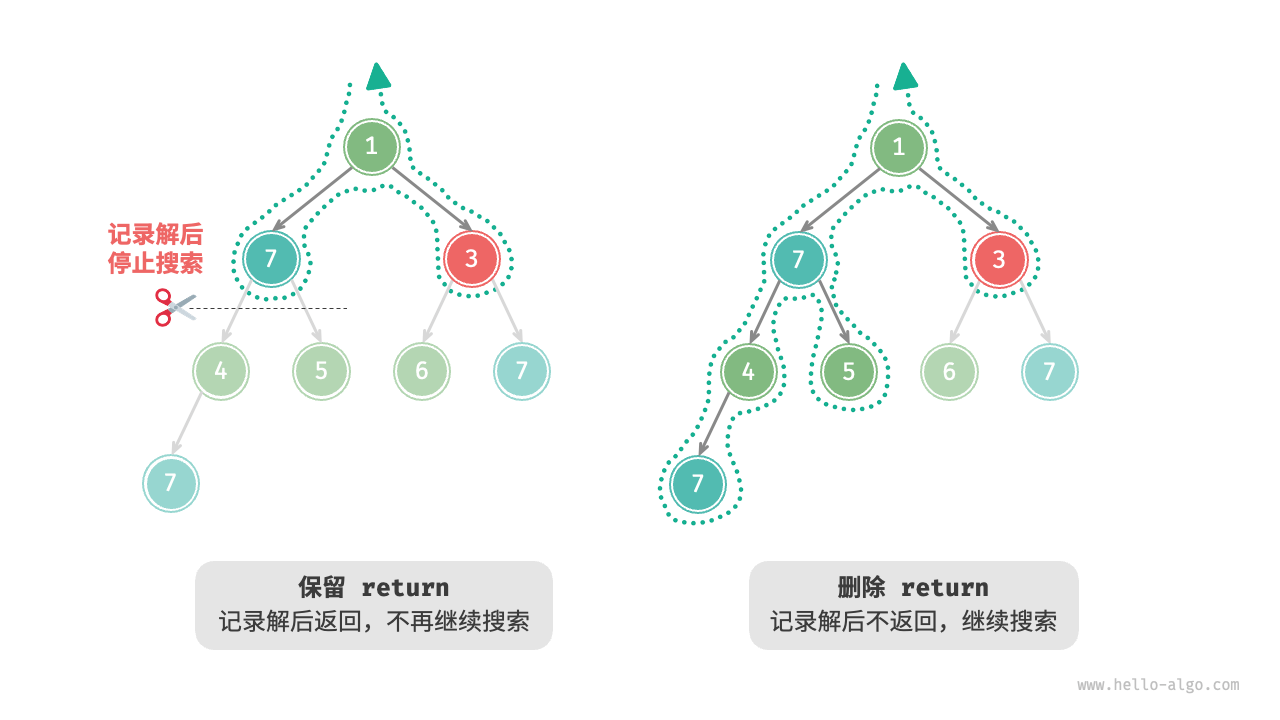 1
7
3
记录解后
停止搜索
4
5
6
7
7
保留 return
记录解后返回，不再继续搜索
1
7
3
4
5
6
7
7
删除 return
记录解后不返回，继续搜索
www.hello-algo.com